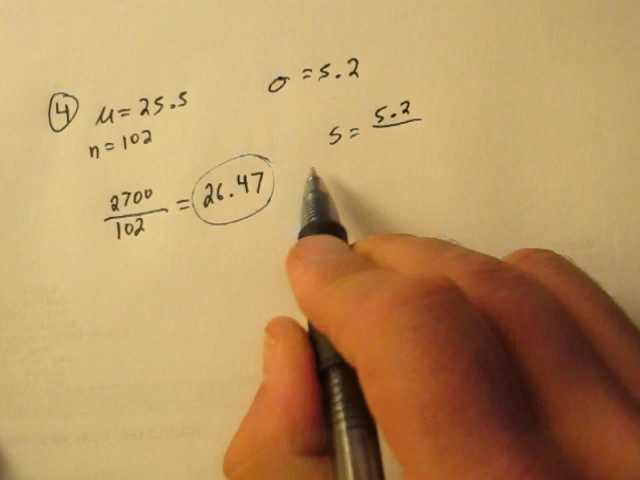 ④ μ = 25.5
σ = 5.2
n = 102
s = 5.2/
2700/102 = 26.47